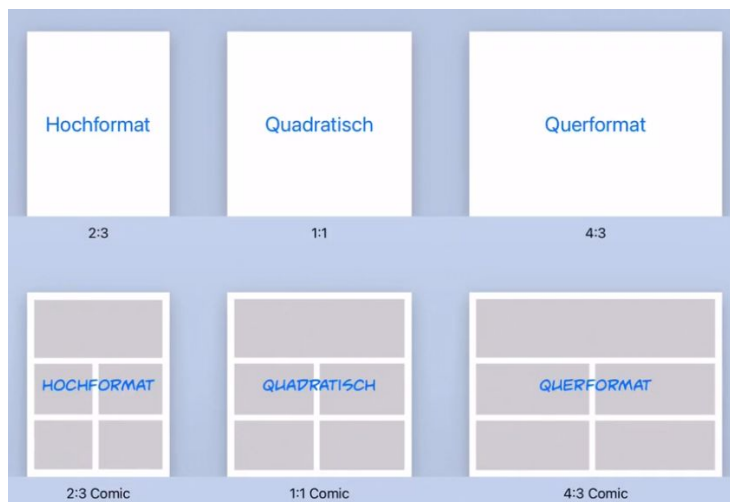 Hochformat
Quadratisch
Querformat
2:3
1:1
4:3
HOCHFORMAT
QUADRATISCH
QUERFORMAT
2:3 Comic
1:1 Comic
4:3 Comic